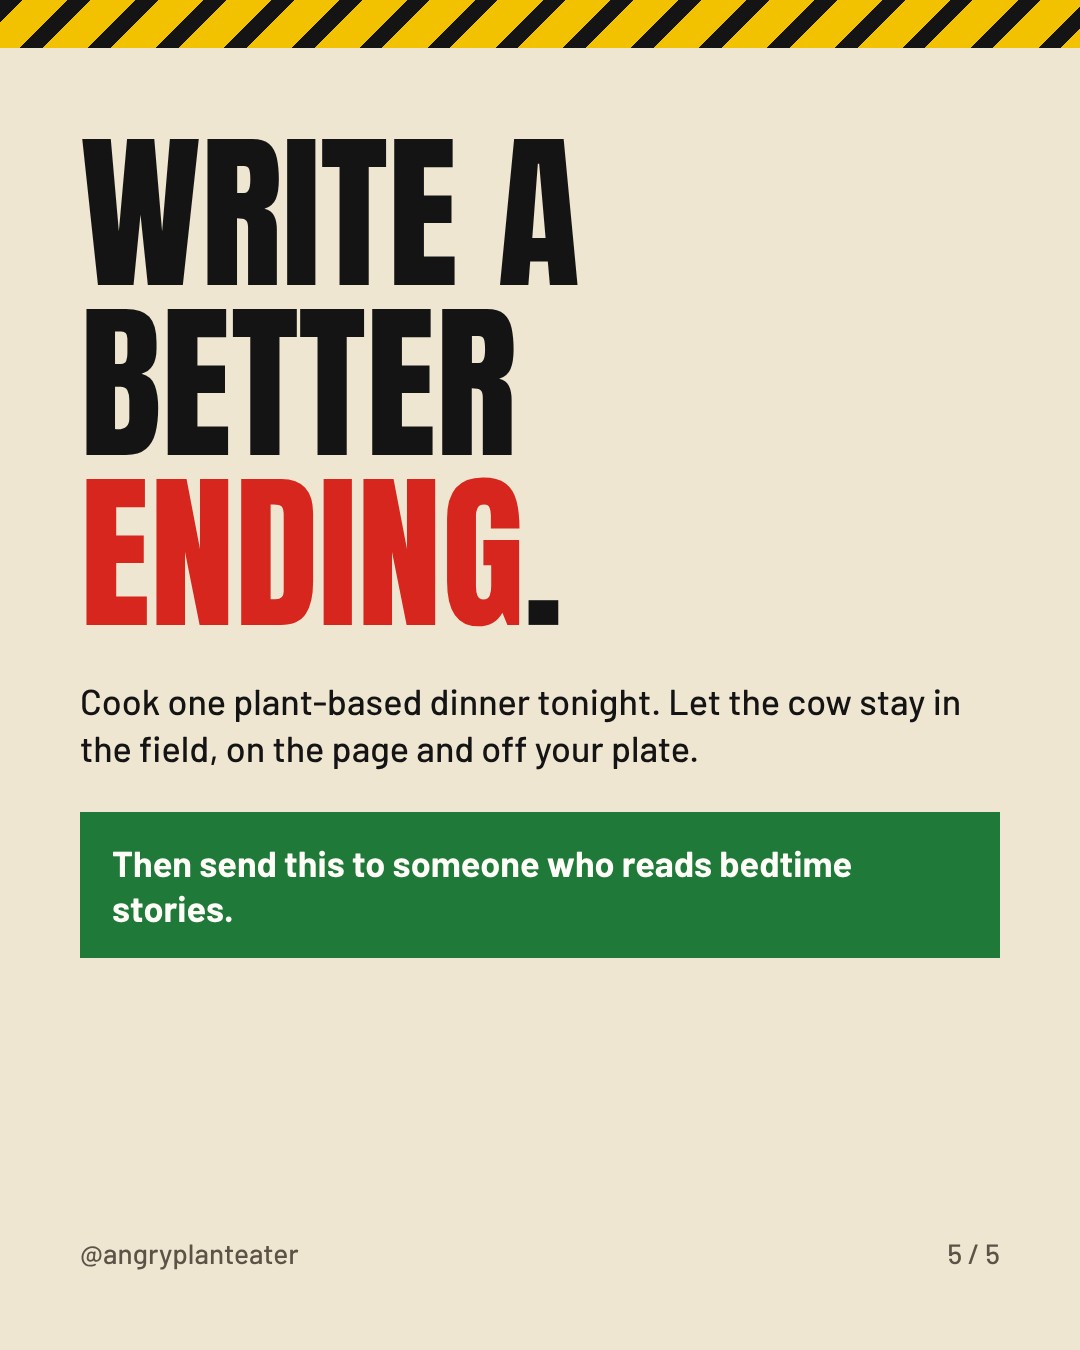 WRITE A
BETTER
ENDING.
Cook one plant-based dinner tonight. Let the cow stay in
the field, on the page and off your plate.
Then send this to someone who reads bedtime
stories.
@angryplanteater
5 / 5